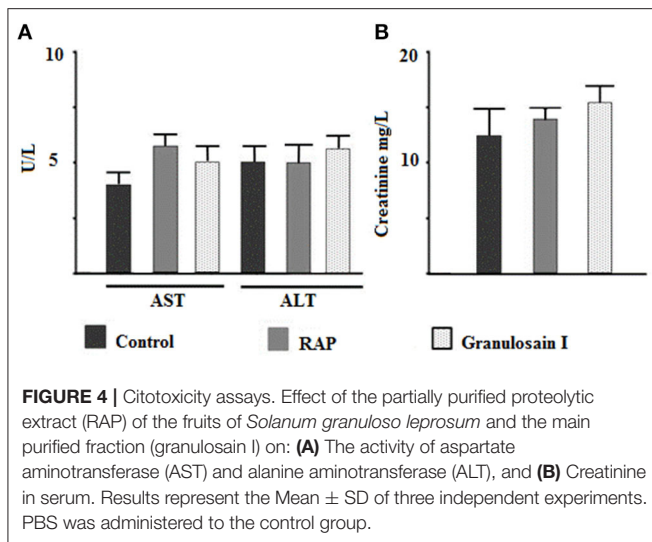 A
B
10
5
U/L
AST
ALT
20
10
Creatinine mg/L
Control
RAP
Granulosain I
FIGURE 4 | Citotoxicity assays. Effect of the partially purified proteolytic
extract (RAP) of the fruits of Solanum granuloso leprosum and the main
purified fraction (granulosain I) on: (A) The activity of aspartate
aminotransferase (AST) and alanine aminotransferase (ALT), and (B) Creatinine
in serum. Results represent the Mean ± SD of three independent experiments.
PBS was administered to the control group.